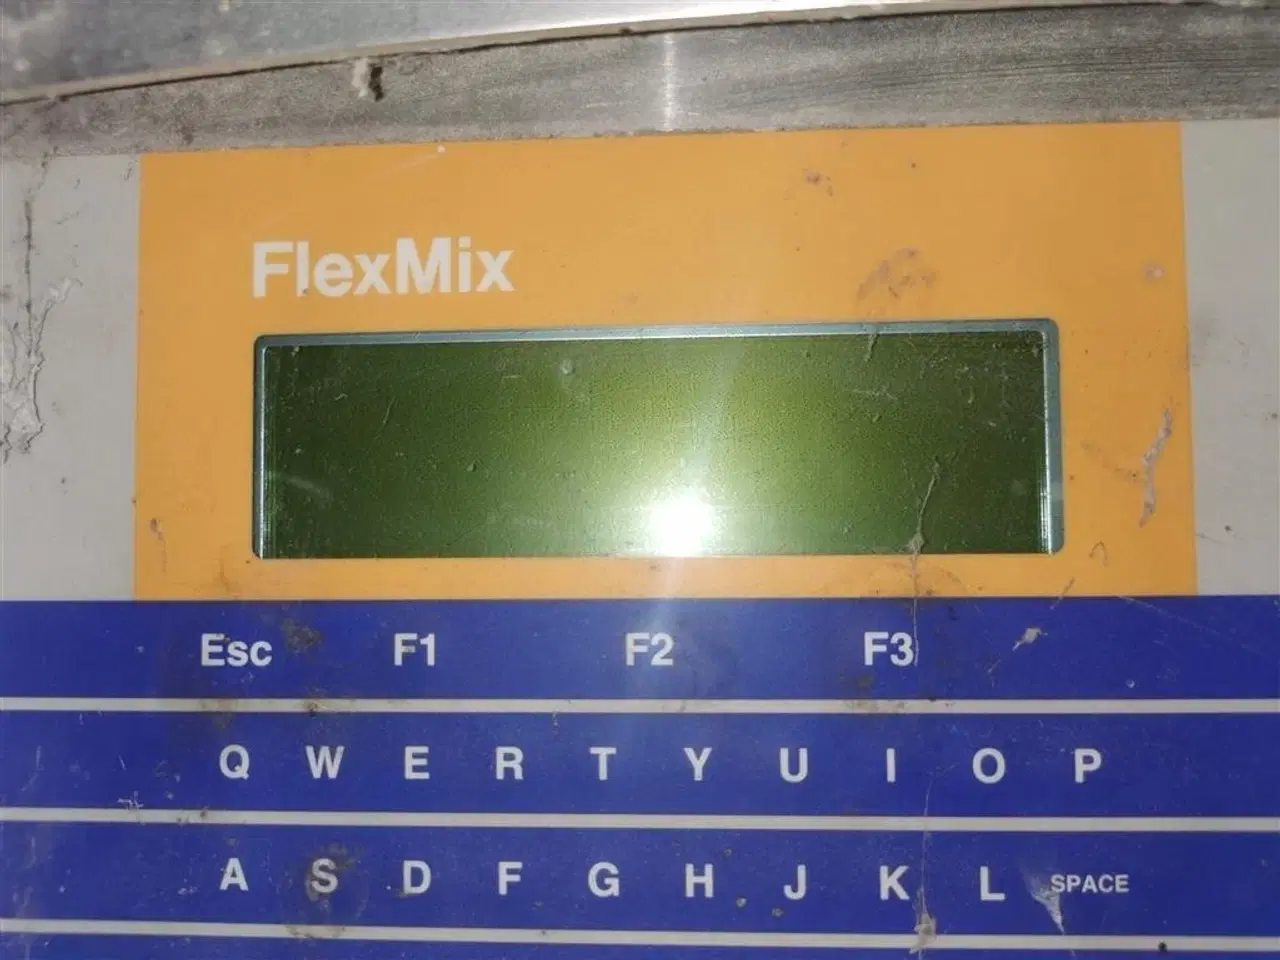 FlexMix
Esc F1 F2 F3
Q W E R T Y U I O P
A S D F G H J K L SPACE